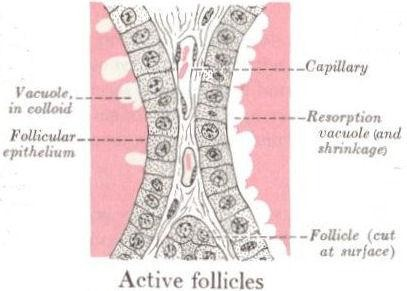 Capillary
Vacuole,
in colloid
Resorption
vacuole (and
shrinkage)
Follicular
epithelium
Follicle (cut
at surface)
Active follicles